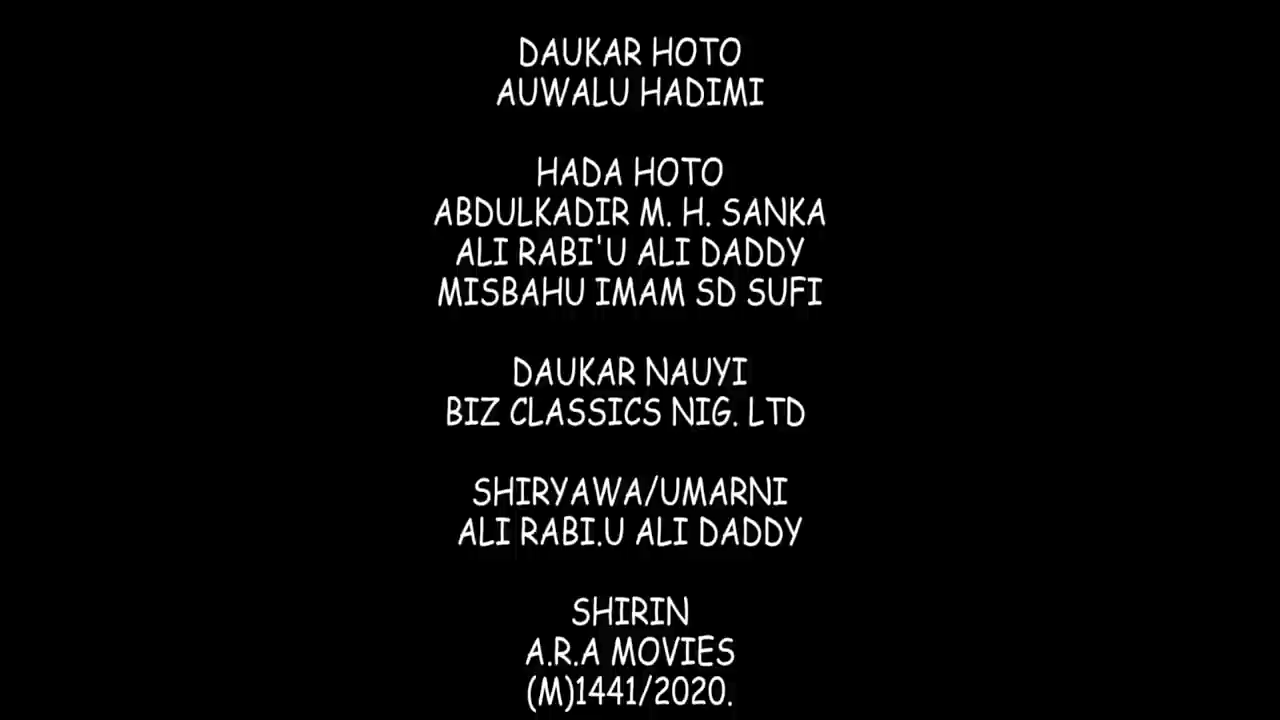 DAUKAR HOTO
AUWALU HADIMI
HADA HOTO
ABDULKADIR M. H. SANKA
ALI RABI'U ALI DADDY
MISBAHU IMAM SD SUFI
DAUKAR NAUYI
BIZ CLASSICS NIG. LTD
SHIRYAWA/UMARNI
ALI RABI.U ALI DADDY
SHIRIN
A.R.A MOVIES
(M)1441/2020.